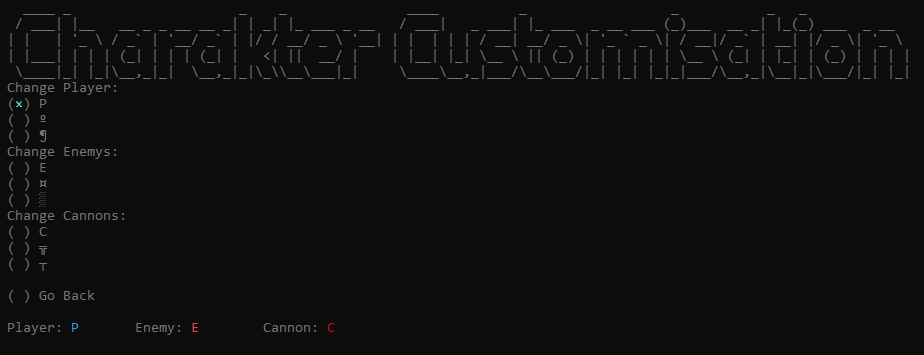 Charakter Customisation
Change Player:
(×) P
( ) º
( ) ¶
Change Enemys:
( ) E
( ) ¤
( ) ░
Change Cannons:
( ) C
( ) ╦
( ) ┬
( ) Go Back
Player: P Enemy: E Cannon: C